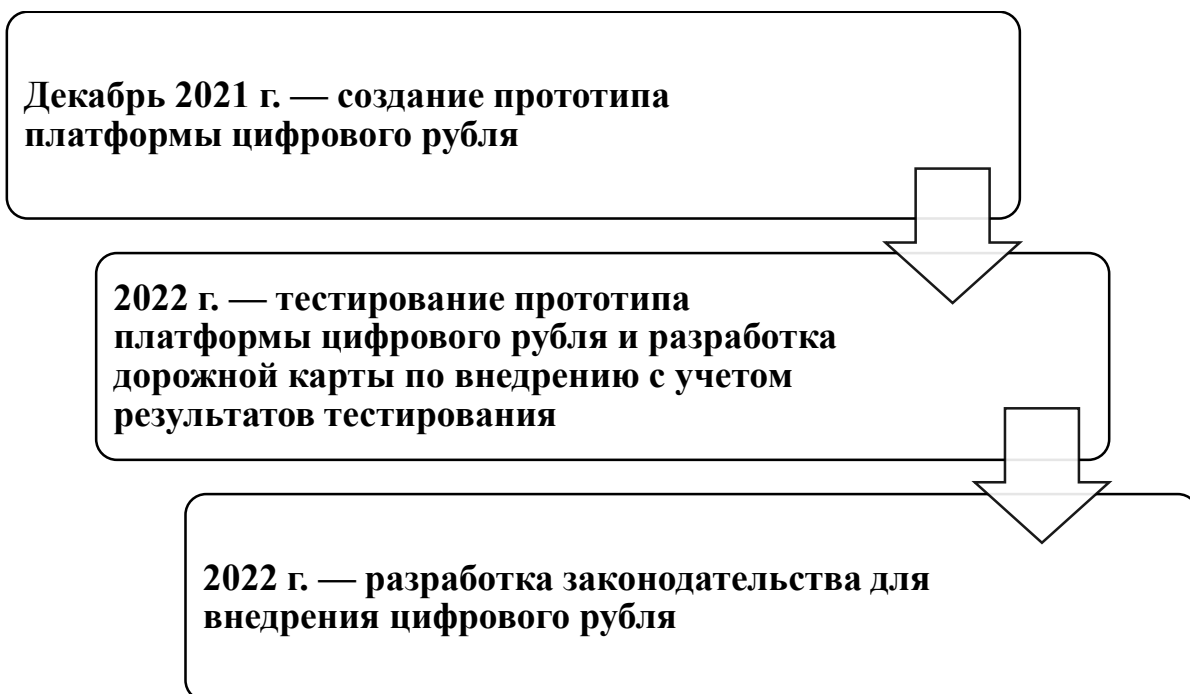 Декабрь 2021 г. — создание прототипа
платформы цифрового рубля
2022 г. — тестирование прототипа
платформы цифрового рубля и разработка
дорожной карты по внедрению с учетом
результатов тестирования
2022 г. — разработка законодательства для
внедрения цифрового рубля